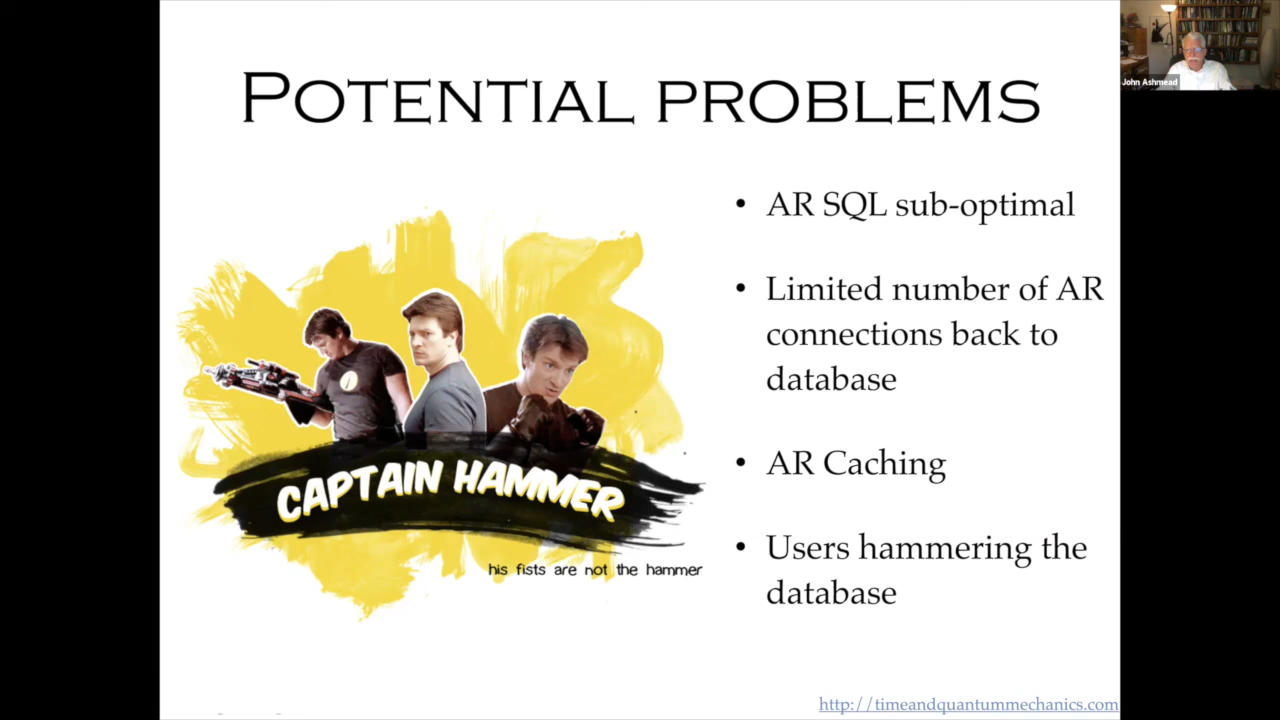 John Ashmead
POTENTIAL PROBLEMS
• AR SQL sub-optimal
• Limited number of AR
connections back to
database
• AR Caching
• Users hammering the
database
CAPTAIN HAMMER
his fists are not the hammer
http://timeandquantummechanics.com